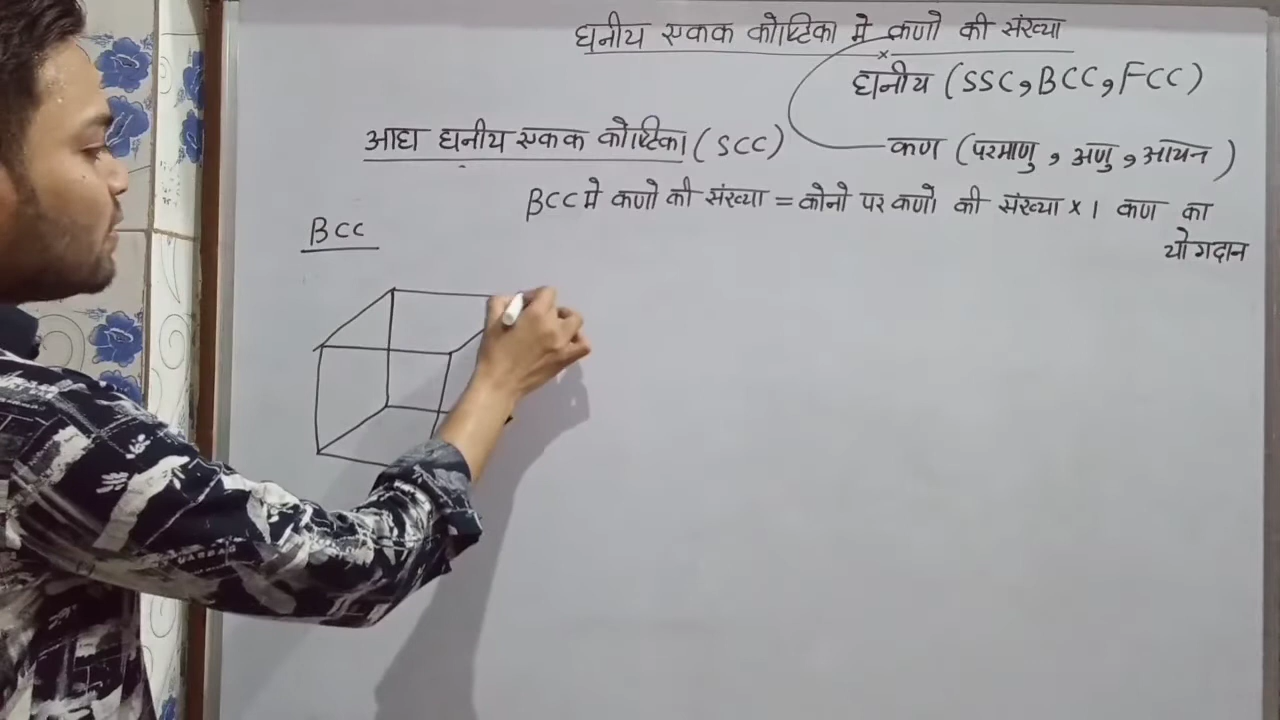 घनीय एकक कोष्ठिका मे कणो की संख्या
घनीय (SSC, BCC, FCC)
आद्य घनीय एकक कोष्ठिका (SCC)
कण (परमाणु, अणु, आयन)
BCC मे कणो की संख्या = कोनो पर कणो की संख्या × 1 कण का
योगदान
BCC